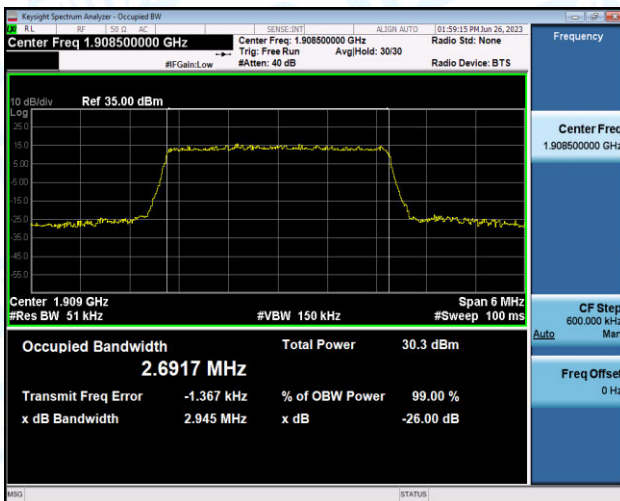 Keysight Spectrum Analyzer - Occupied BW
RL RF 50 Ω AC SENSE:INT ALIGN AUTO 01:59:15 PM Jun 26, 2023
Center Freq 1.908500000 GHz
Center Freq: 1.908500000 GHz
Radio Std: None
Trig: Free Run Avg|Hold: 30/30
#IFGain:Low
#Atten: 40 dB
Radio Device: BTS
Frequency
10 dB/div Ref 35.00 dBm
Log
25.0
15.0
5.00
-5.00
-15.0
-25.0
-35.0
-45.0
-55.0
Center Freq
1.908500000 GHz
Center 1.909 GHz Span 6 MHz
#Res BW 51 kHz #VBW 150 kHz #Sweep 100 ms
CF Step
600.000 kHz
Auto Man
Occupied Bandwidth Total Power 30.3 dBm
2.6917 MHz
Transmit Freq Error -1.367 kHz % of OBW Power 99.00 %
x dB Bandwidth 2.945 MHz x dB -26.00 dB
Freq Offset
0 Hz
MSG STATUS